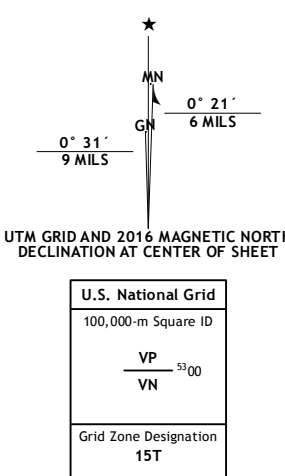 ★
MN
0° 21´
6 MILS
GN
0° 31´
9 MILS
UTM GRID AND 2016 MAGNETIC NORTH
DECLINATION AT CENTER OF SHEET
U.S. National Grid
100,000-m Square ID
VP
5300
VN
Grid Zone Designation
15T